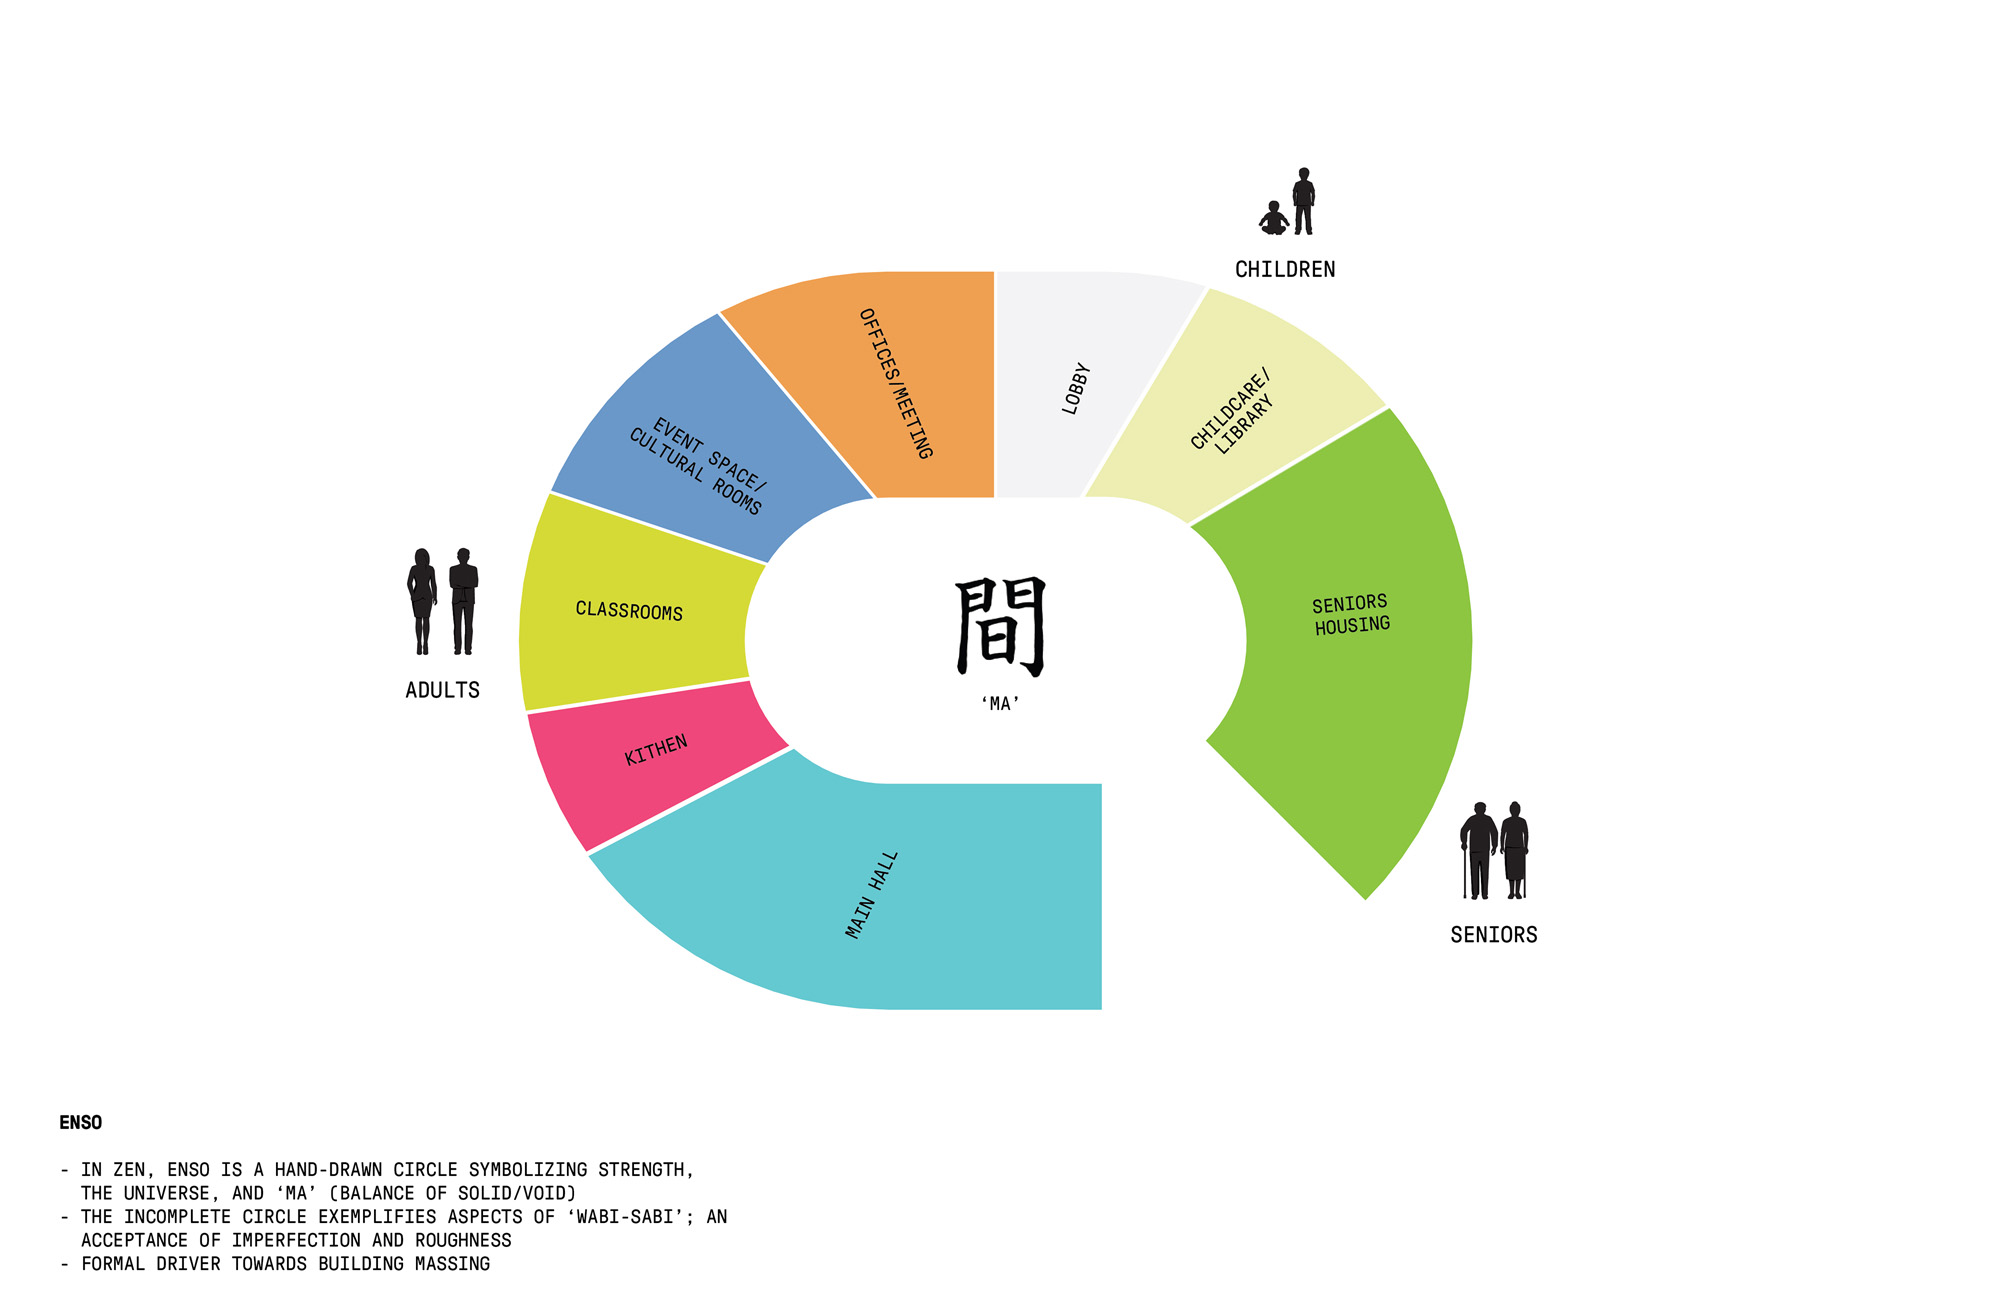 CHILDREN
OFFICES/MEETING
LOBBY
CHILDCARE/
LIBRARY
EVENT SPACE/
CULTURAL ROOMS
CLASSROOMS
SENIORS
HOUSING
間
‘MA’
ADULTS
KITHEN
MAIN HALL
SENIORS
ENSO
- IN ZEN, ENSO IS A HAND-DRAWN CIRCLE SYMBOLIZING STRENGTH,
THE UNIVERSE, AND ‘MA’ (BALANCE OF SOLID/VOID)
- THE INCOMPLETE CIRCLE EXEMPLIFIES ASPECTS OF ‘WABI-SABI’; AN
ACCEPTANCE OF IMPERFECTION AND ROUGHNESS
- FORMAL DRIVER TOWARDS BUILDING MASSING